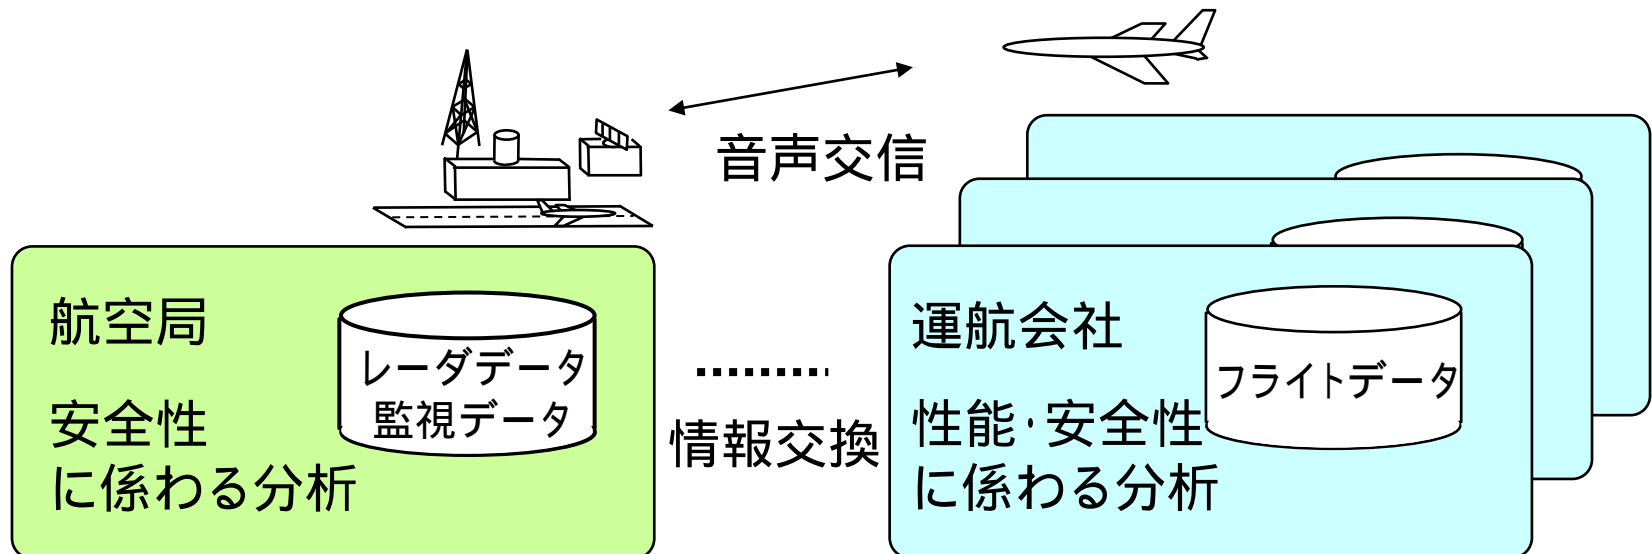 音声交信
航空局
レーダデータ
監視データ
安全性
に係わる分析
情報交換
運航会社
フライトデータ
性能・安全性
に係わる分析